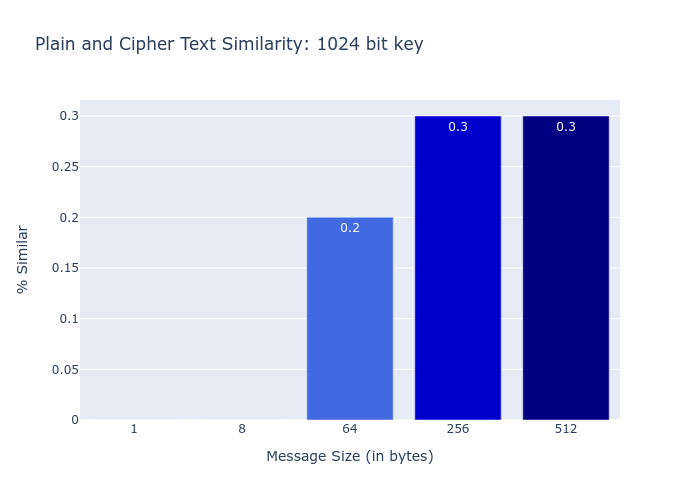 Plain and Cipher Text Similarity: 1024 bit key
% Similar
0.3
0.25
0.2
0.15
0.1
0.05
0
0.2
0.3
0.3
1 8 64 256 512
Message Size (in bytes)